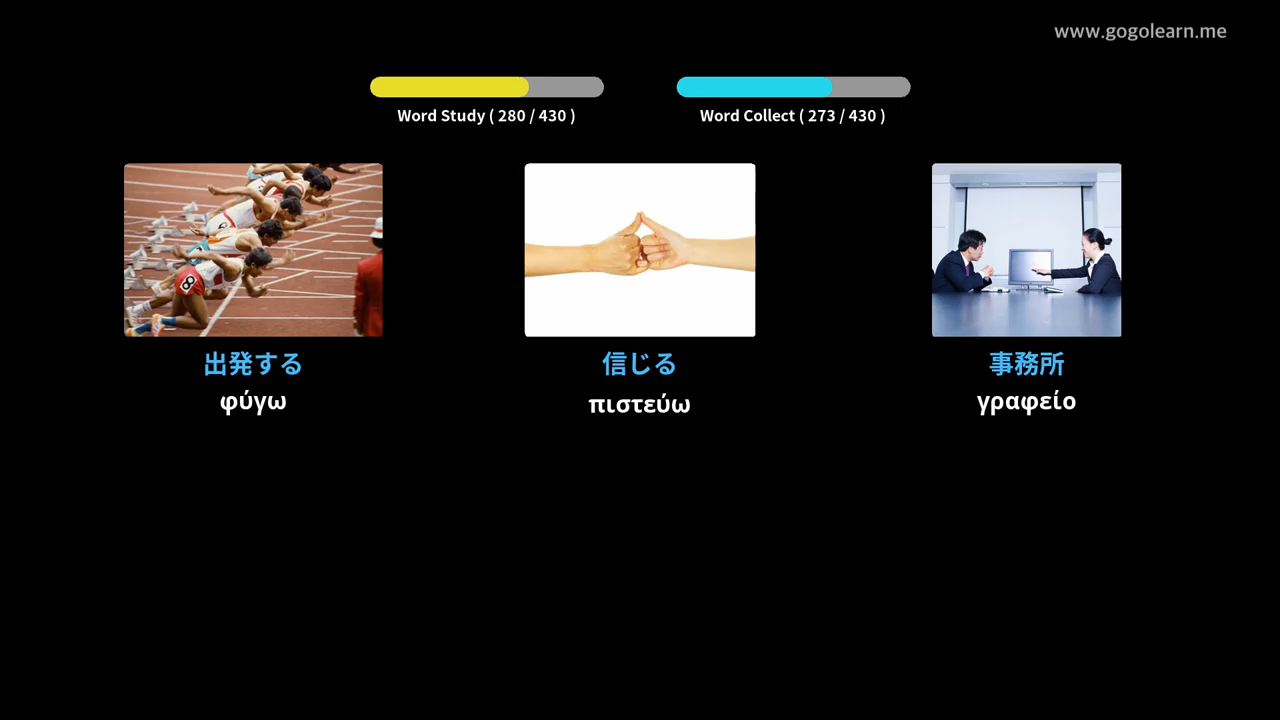 www.gogolearn.me
Word Study ( 280 / 430 )
Word Collect ( 273 / 430 )
8
出発する
信じる
事務所
φύγω
πιστεύω
γραφείο